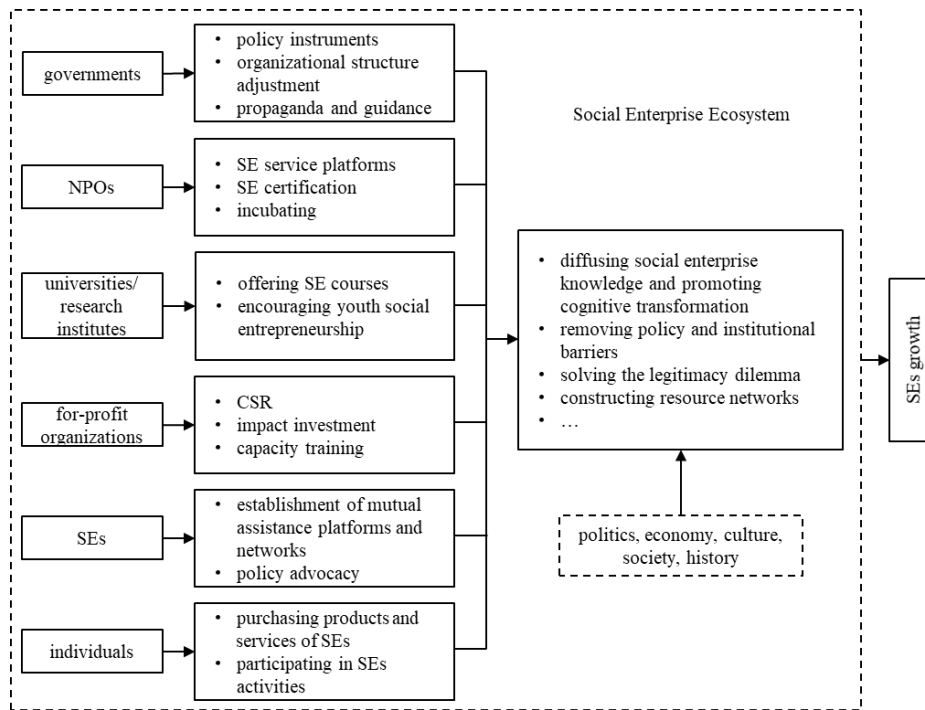 governments
• policy instruments
• organizational structure
adjustment
• propaganda and guidance
Social Enterprise Ecosystem
NPOs
• SE service platforms
• SE certification
• incubating
universities/
research
institutes
• offering SE courses
• encouraging youth social
entrepreneurship
for-profit
organizations
• CSR
• impact investment
• capacity training
SEs
• establishment of mutual
assistance platforms and
networks
• policy advocacy
individuals
• purchasing products and
services of SEs
• participating in SEs
activities
• diffusing social enterprise
knowledge and promoting
cognitive transformation
• removing policy and institutional
barriers
• solving the legitimacy dilemma
• constructing resource networks
• …
politics, economy, culture,
society, history
SEs growth